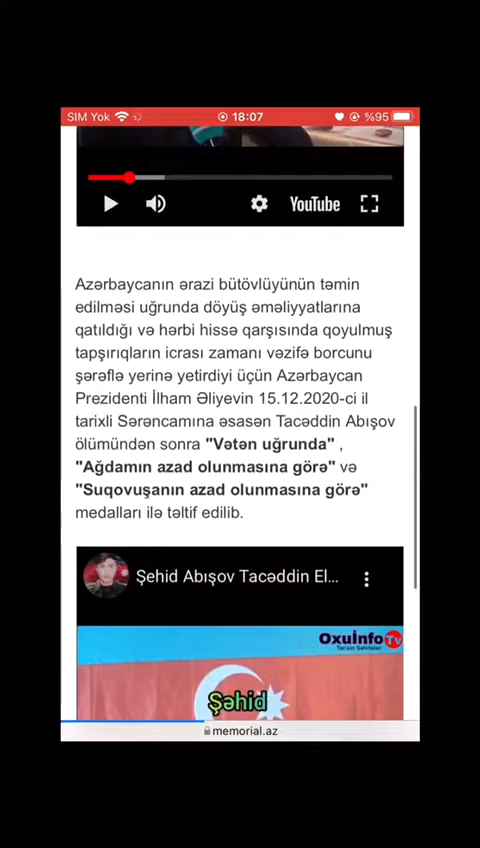 SIM Yok 18:07 %95
YouTube
Azərbaycanın ərazi bütövlüyünün təmin
edilməsi uğrunda döyüş əməliyyatlarına
qatıldığı və hərbi hissə qarşısında qoyulmuş
tapşırıqların icrası zamanı vəzifə borcunu
şərəflə yerinə yetirdiyi üçün Azərbaycan
Prezidenti İlham Əliyevin 15.12.2020-ci il
tarixli Sərəncamına əsasən Tacəddin Abışov
ölümündən sonra "Vətən uğrunda" ,
"Ağdamın azad olunmasına görə" və
"Suqovuşanın azad olunmasına görə"
medalları ilə təltif edilib.
Şehid Abışov Tacəddin El...
Oxuinfo Tv
Şəhid
memorial.az